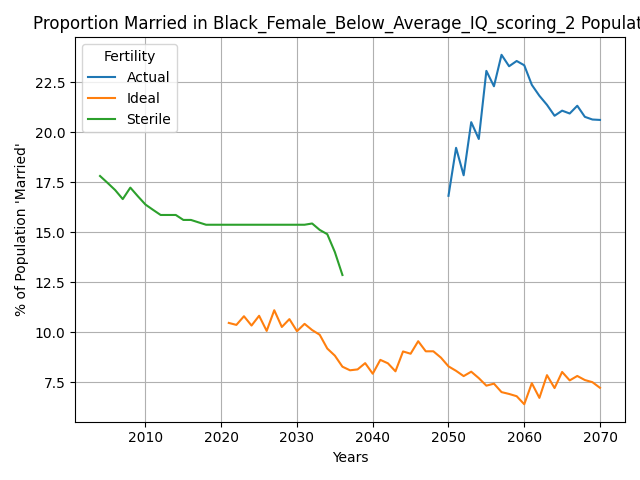 Proportion Married in Black_Female_Below_Average_IQ_scoring_2 Populat
Fertility
Actual
Ideal
Sterile
22.5
20.0
17.5
15.0
12.5
10.0
7.5
% of Population 'Married'
2010 2020 2030 2040 2050 2060 2070
Years